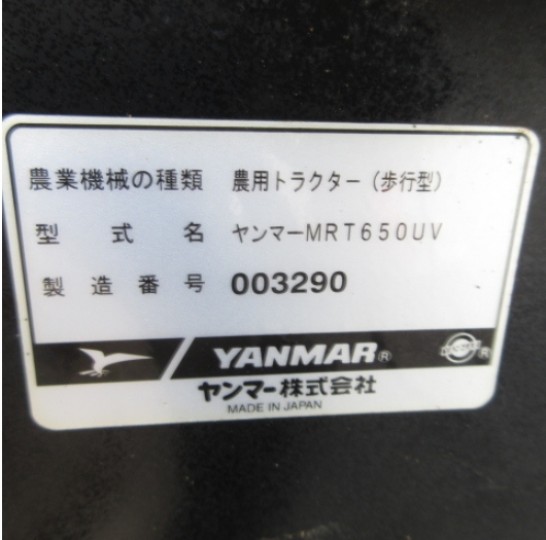 農業機械の種類 農用トラクター（歩行型）
型式名 ヤンマーMRT650UV
製造番号 003290
YANMAR®
ヤンマー株式会社
MADE IN JAPAN